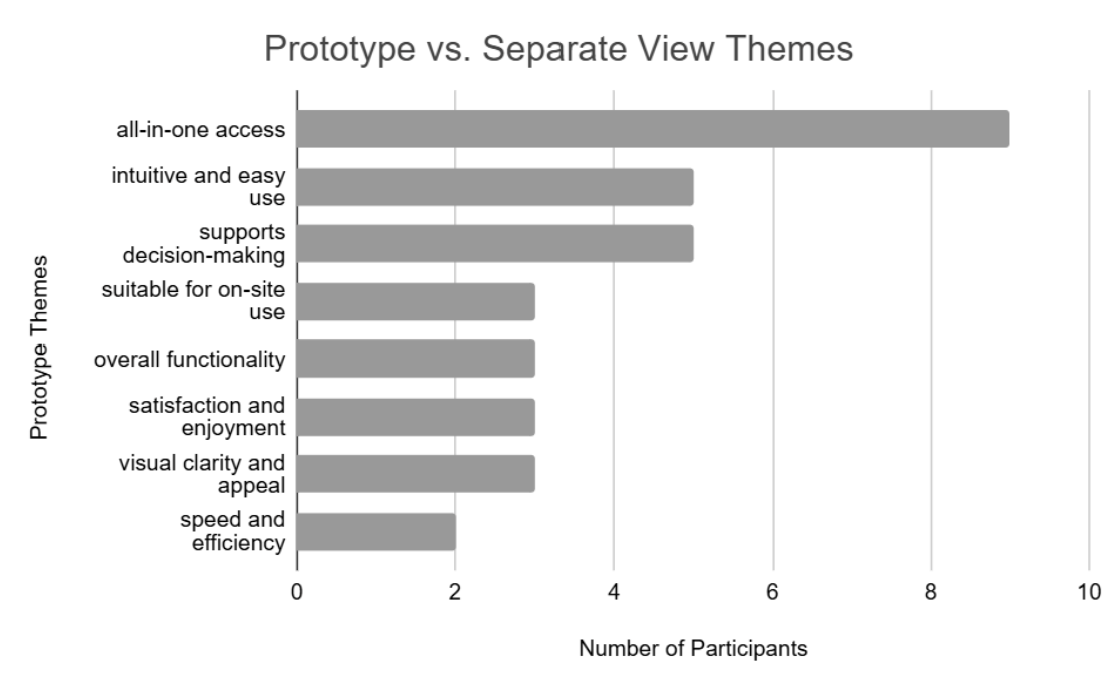 Prototype vs. Separate View Themes
Prototype Themes
all-in-one access
intuitive and easy
use
supports
decision-making
suitable for on-site
use
overall functionality
satisfaction and
enjoyment
visual clarity and
appeal
speed and
efficiency
0 2 4 6 8 10
Number of Participants